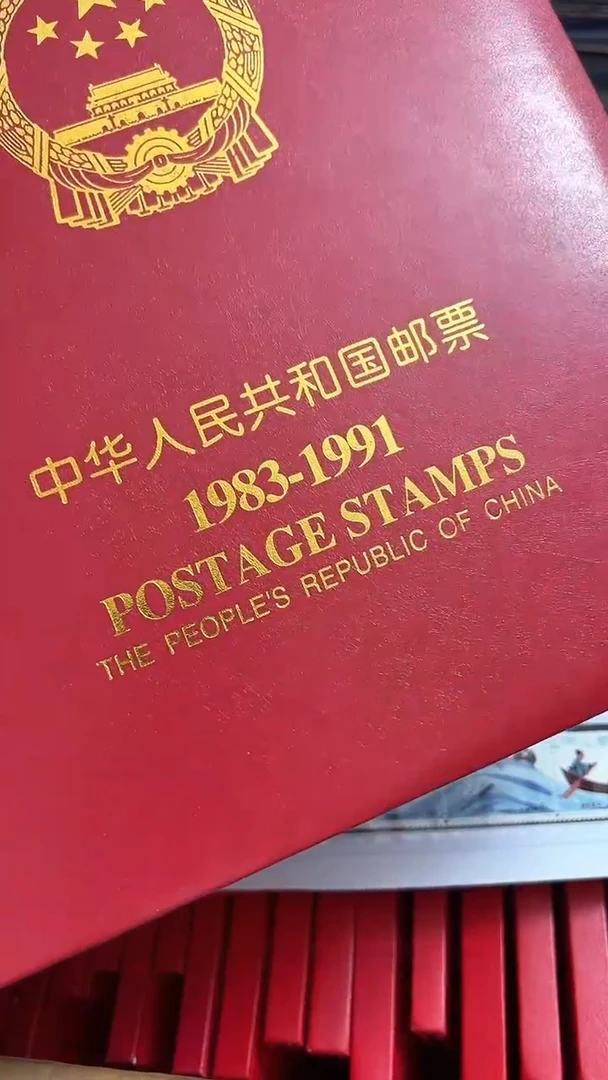 中华人民共和国邮票
1983-1991
POSTAGE STAMPS
THE PEOPLE'S REPUBLIC OF CHINA